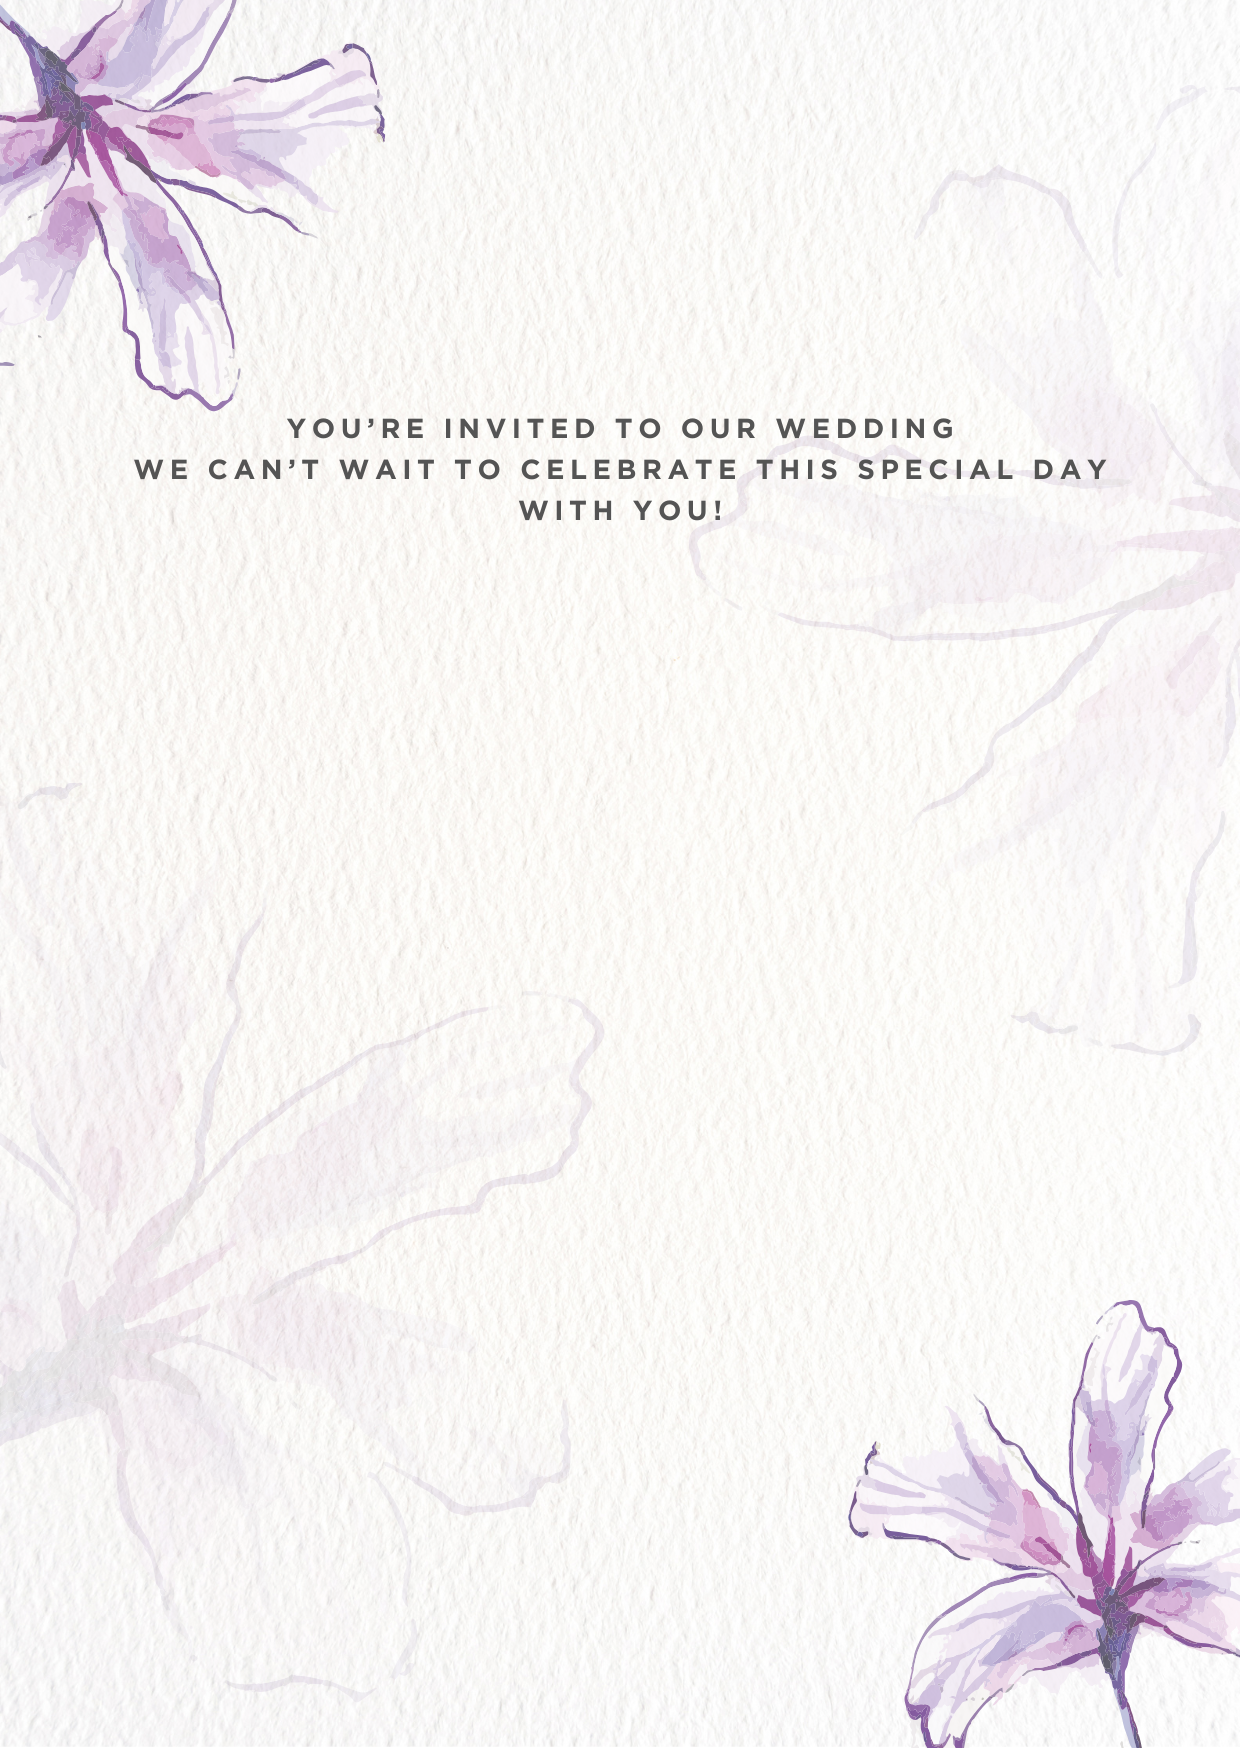 YOU’RE INVITED TO OUR WEDDING
WE CAN’T WAIT TO CELEBRATE THIS SPECIAL DAY
WITH YOU!